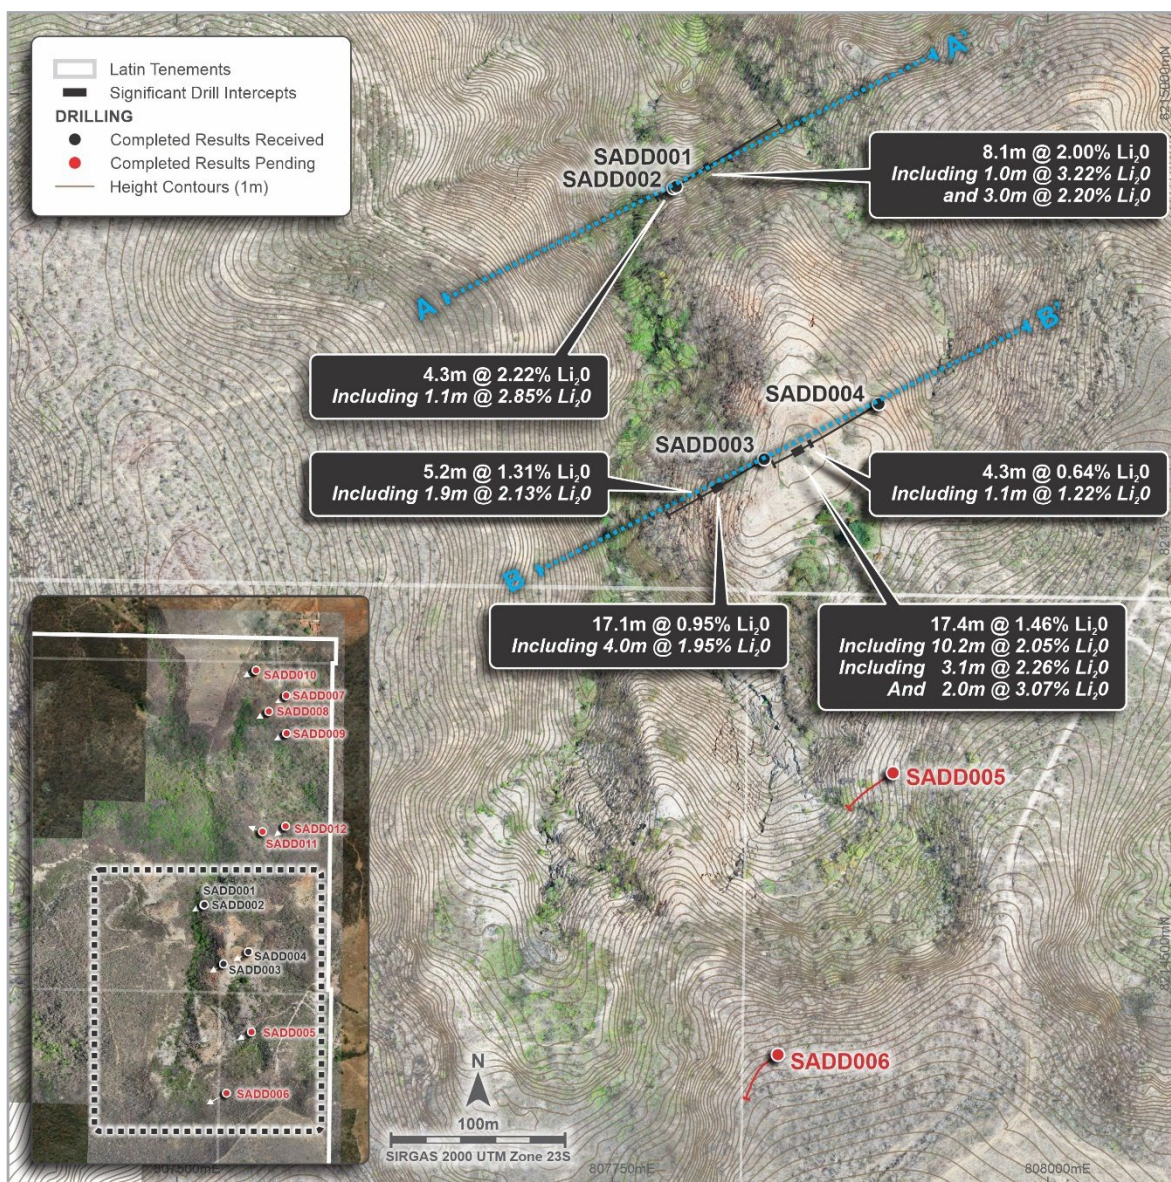 Latin Tenements
Significant Drill Intercepts
DRILLING
Completed Results Received
Completed Results Pending
Height Contours (1m)
A'
SADD001
SADD002
8.1m @ 2.00% Li₂0
Including 1.0m @ 3.22% Li₂0
and 3.0m @ 2.20% Li₂0
A
B'
4.3m @ 2.22% Li₂0
Including 1.1m @ 2.85% Li₂0
SADD004
SADD003
5.2m @ 1.31% Li₂0
Including 1.9m @ 2.13% Li₂0
4.3m @ 0.64% Li₂0
Including 1.1m @ 1.22% Li₂0
B
17.1m @ 0.95% Li₂0
Including 4.0m @ 1.95% Li₂0
17.4m @ 1.46% Li₂0
Including 10.2m @ 2.05% Li₂0
Including 3.1m @ 2.26% Li₂0
And 2.0m @ 3.07% Li₂0
SADD010
SADD007
SADD008
SADD009
SADD012
SADD011
SADD001
SADD002
SADD004
SADD003
SADD005
SADD006
SADD005
SADD006
N
100m
SIRGAS 2000 UTM Zone 23S
807500mE
807750mE
808000mE